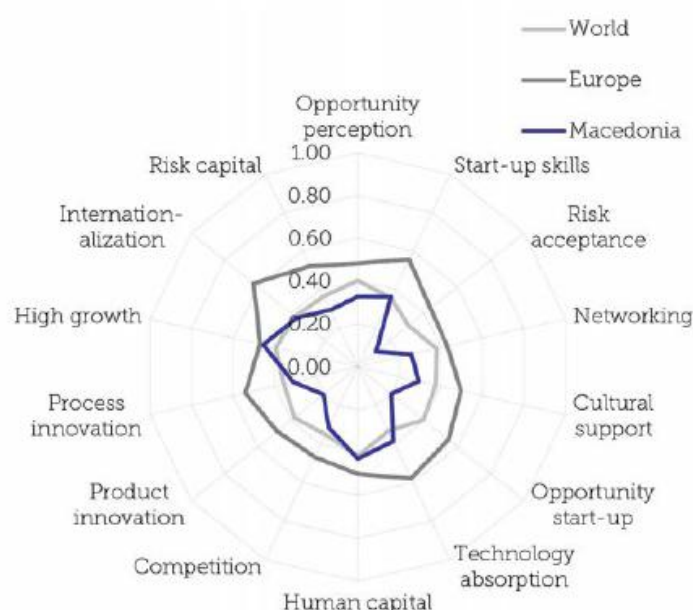 World
Europe
Macedonia
Opportunity
perception
1.00
0.80
0.60
0.40
0.20
0.00
Start-up skills
Risk
acceptance
Networking
Cultural
support
Opportunity
start-up
Technology
absorption
Human capital
Competition
Product
innovation
Process
innovation
High growth
Internation-
alization
Risk capital